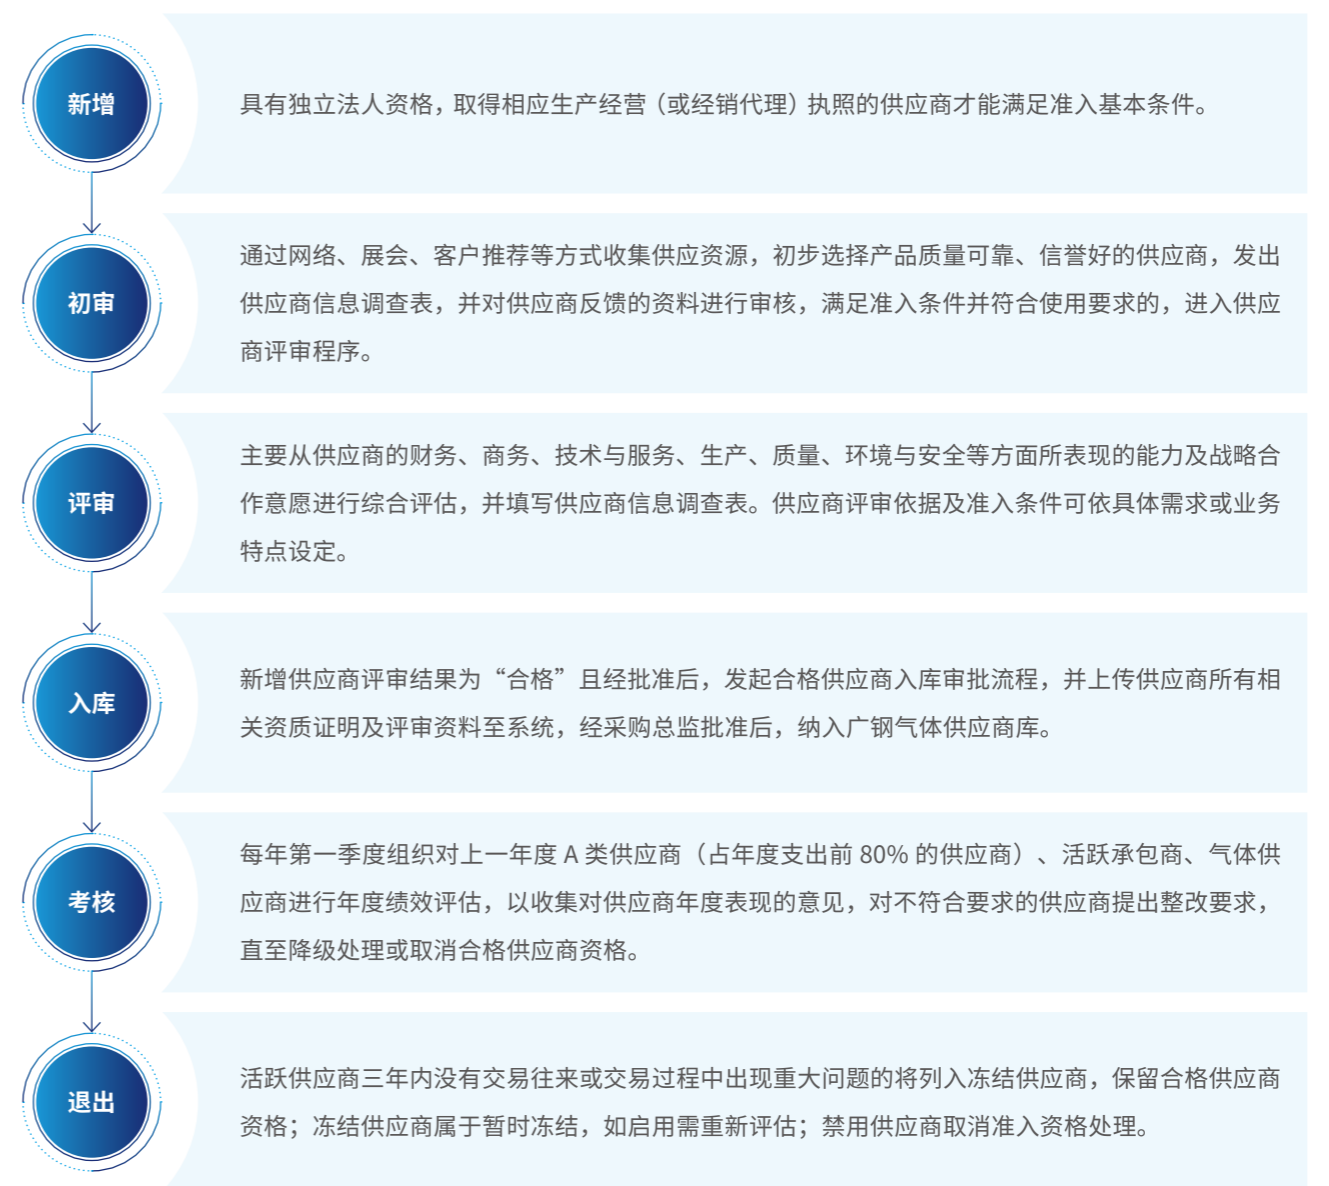 新增
具有独立法人资格，取得相应生产经营（或经销代理）执照的供应商才能满足准入基本条件。
初审
通过网络、展会、客户推荐等方式收集供应资源，初步选择产品质量可靠、信誉好的供应商，发出
供应商信息调查表，并对供应商反馈的资料进行审核，满足准入条件并符合使用要求的，进入供应
商评审程序。
评审
主要从供应商的财务、商务、技术与服务、生产、质量、环境与安全等方面所表现的能力及战略合
作意愿进行综合评估，并填写供应商信息调查表。供应商评审依据及准入条件可依具体需求或业务
特点设定。
入库
新增供应商评审结果为“合格”且经批准后，发起合格供应商入库审批流程，并上传供应商所有相
关资质证明及评审资料至系统，经采购总监批准后，纳入广钢气体供应商库。
考核
每年第一季度组织对上一年度 A 类供应商（占年度支出前 80% 的供应商）、活跃承包商、气体供
应商进行年度绩效评估，以收集对供应商年度表现的意见，对不符合要求的供应商提出整改要求，
直至降级处理或取消合格供应商资格。
退出
活跃供应商三年内没有交易往来或交易过程中出现重大问题的将列入冻结供应商，保留合格供应商
资格；冻结供应商属于暂时冻结，如启用需重新评估；禁用供应商取消准入资格处理。